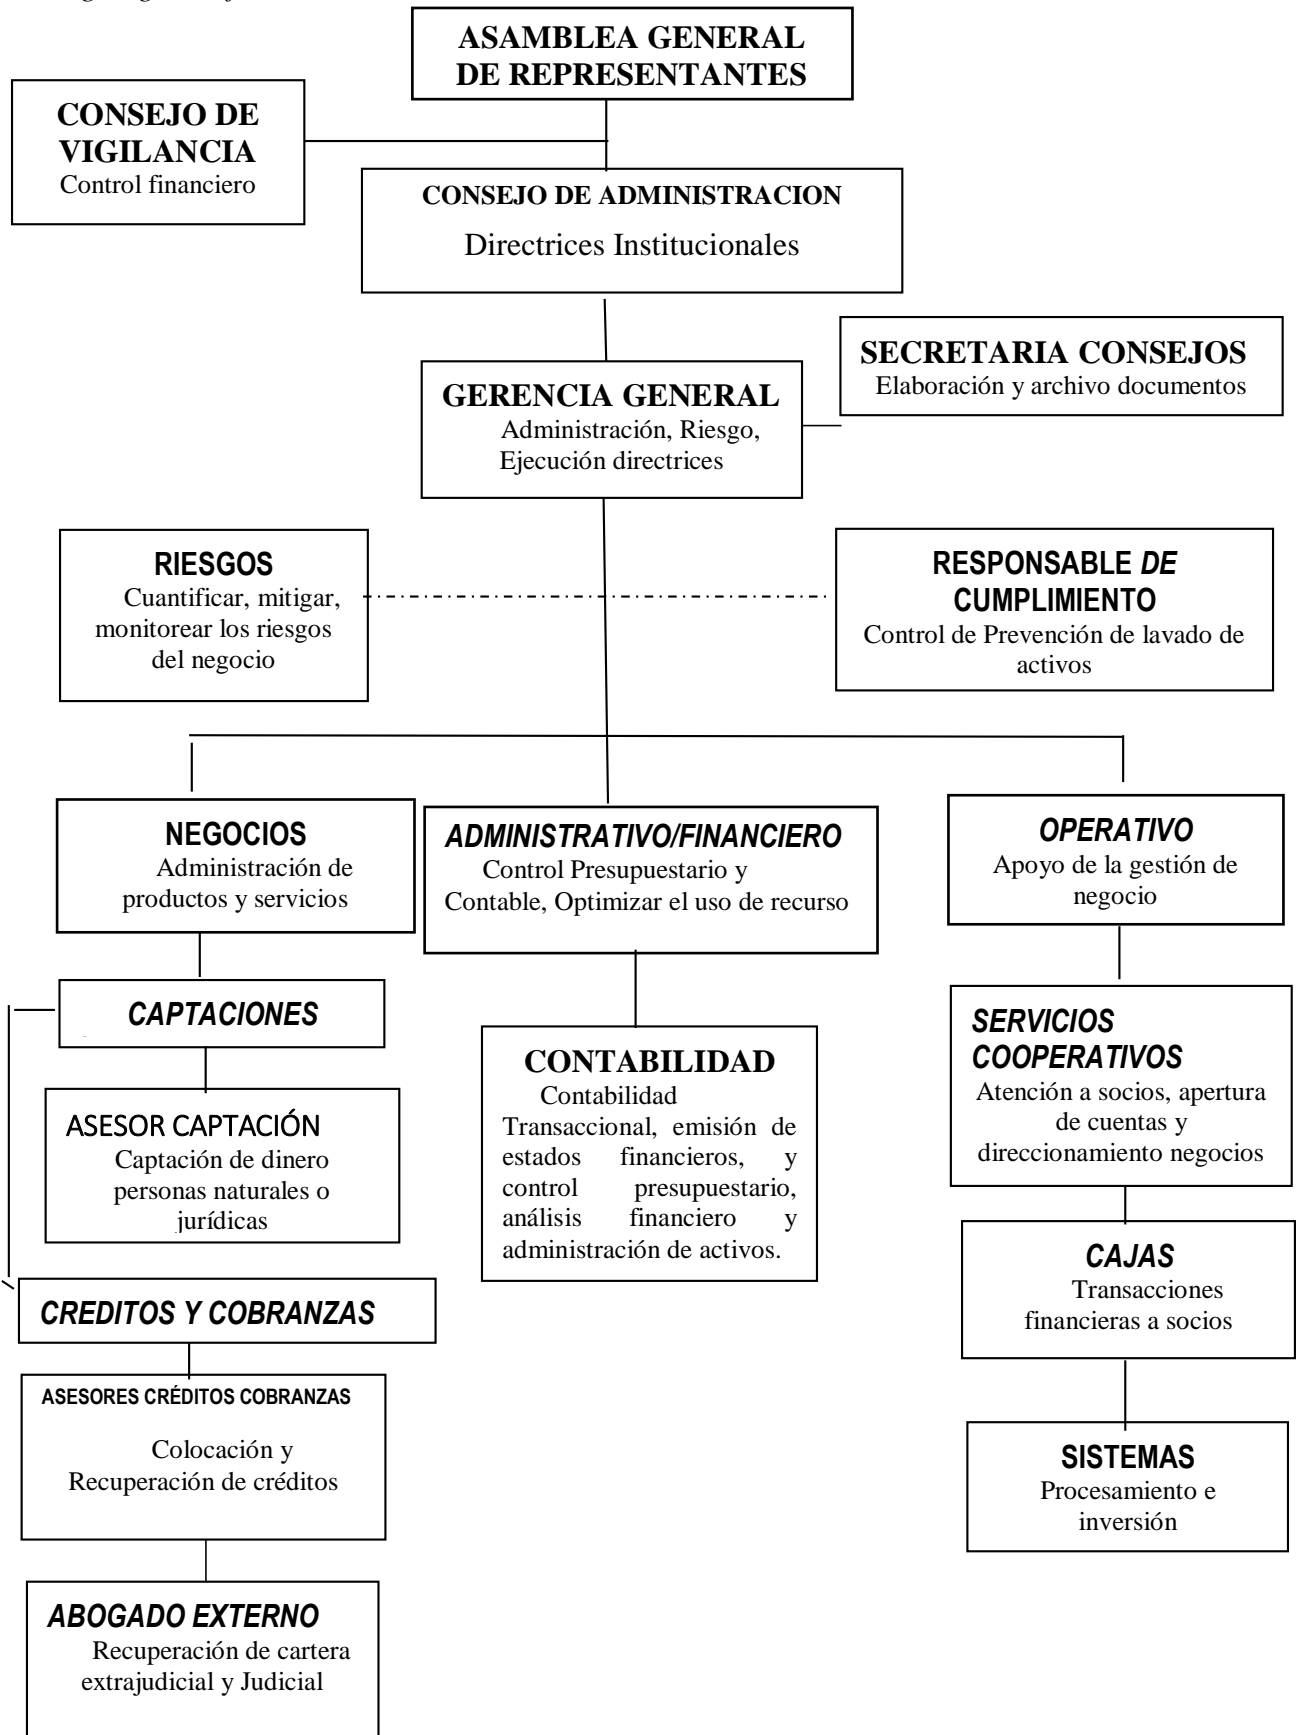 ASAMBLEA GENERAL
DE REPRESENTANTES
CONSEJO DE
VIGILANCIA
Control financiero
CONSEJO DE ADMINISTRACION
Directrices Institucionales
SECRETARIA CONSEJOS
Elaboración y archivo documentos
GERENCIA GENERAL
Administración, Riesgo,
Ejecución directrices
RIESGOS
Cuantificar, mitigar,
monitorear los riesgos
del negocio
RESPONSABLE DE
CUMPLIMIENTO
Control de Prevención de lavado de
activos
NEGOCIOS
Administración de
productos y servicios
ADMINISTRATIVO/FINANCIERO
Control Presupuestario y
Contable, Optimizar el uso de recurso
OPERATIVO
Apoyo de la gestión de
negocio
CAPTACIONES
ASESOR CAPTACIÓN
Captación de dinero
personas naturales o
jurídicas
CONTABILIDAD
Contabilidad
Transaccional, emisión de
estados financieros, y
control presupuestario,
análisis financiero y
administración de activos.
SERVICIOS
COOPERATIVOS
Atención a socios, apertura
de cuentas y
direccionamiento negocios
CREDITOS Y COBRANZAS
CAJAS
Transacciones
financieras a socios
ASESORES CRÉDITOS COBRANZAS
Colocación y
Recuperación de créditos
SISTEMAS
Procesamiento e
inversión
ABOGADO EXTERNO
Recuperación de cartera
extrajudicial y Judicial